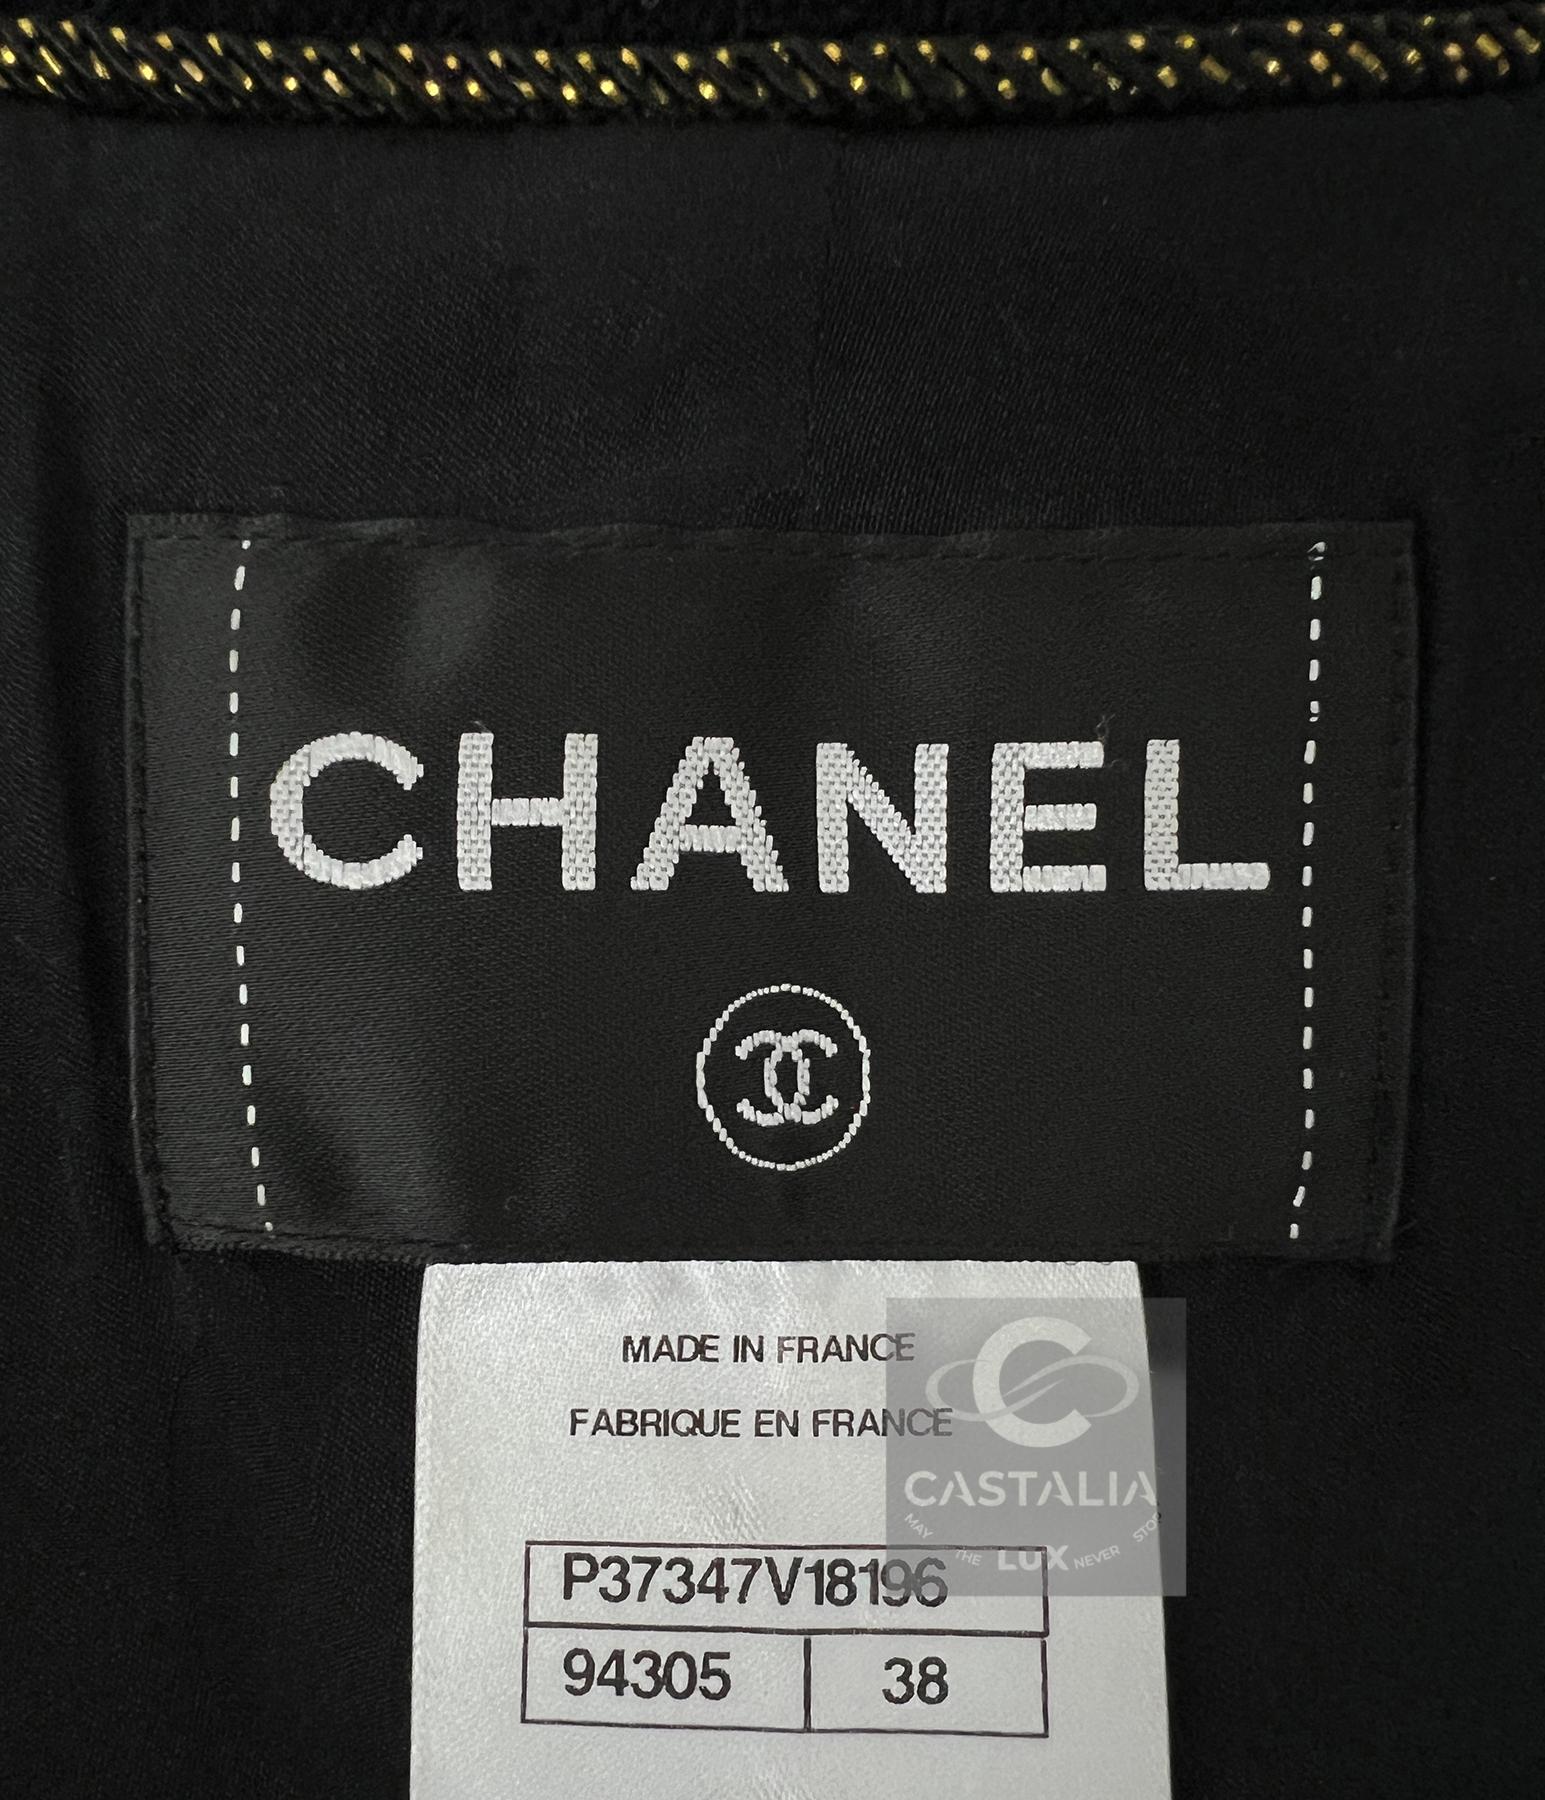 CHANEL
MADE IN FRANCE
FABRIQUE EN FRANCE
CASTALIA
MAY THE LUX NEVER STOP
P37347V18196
94305 38